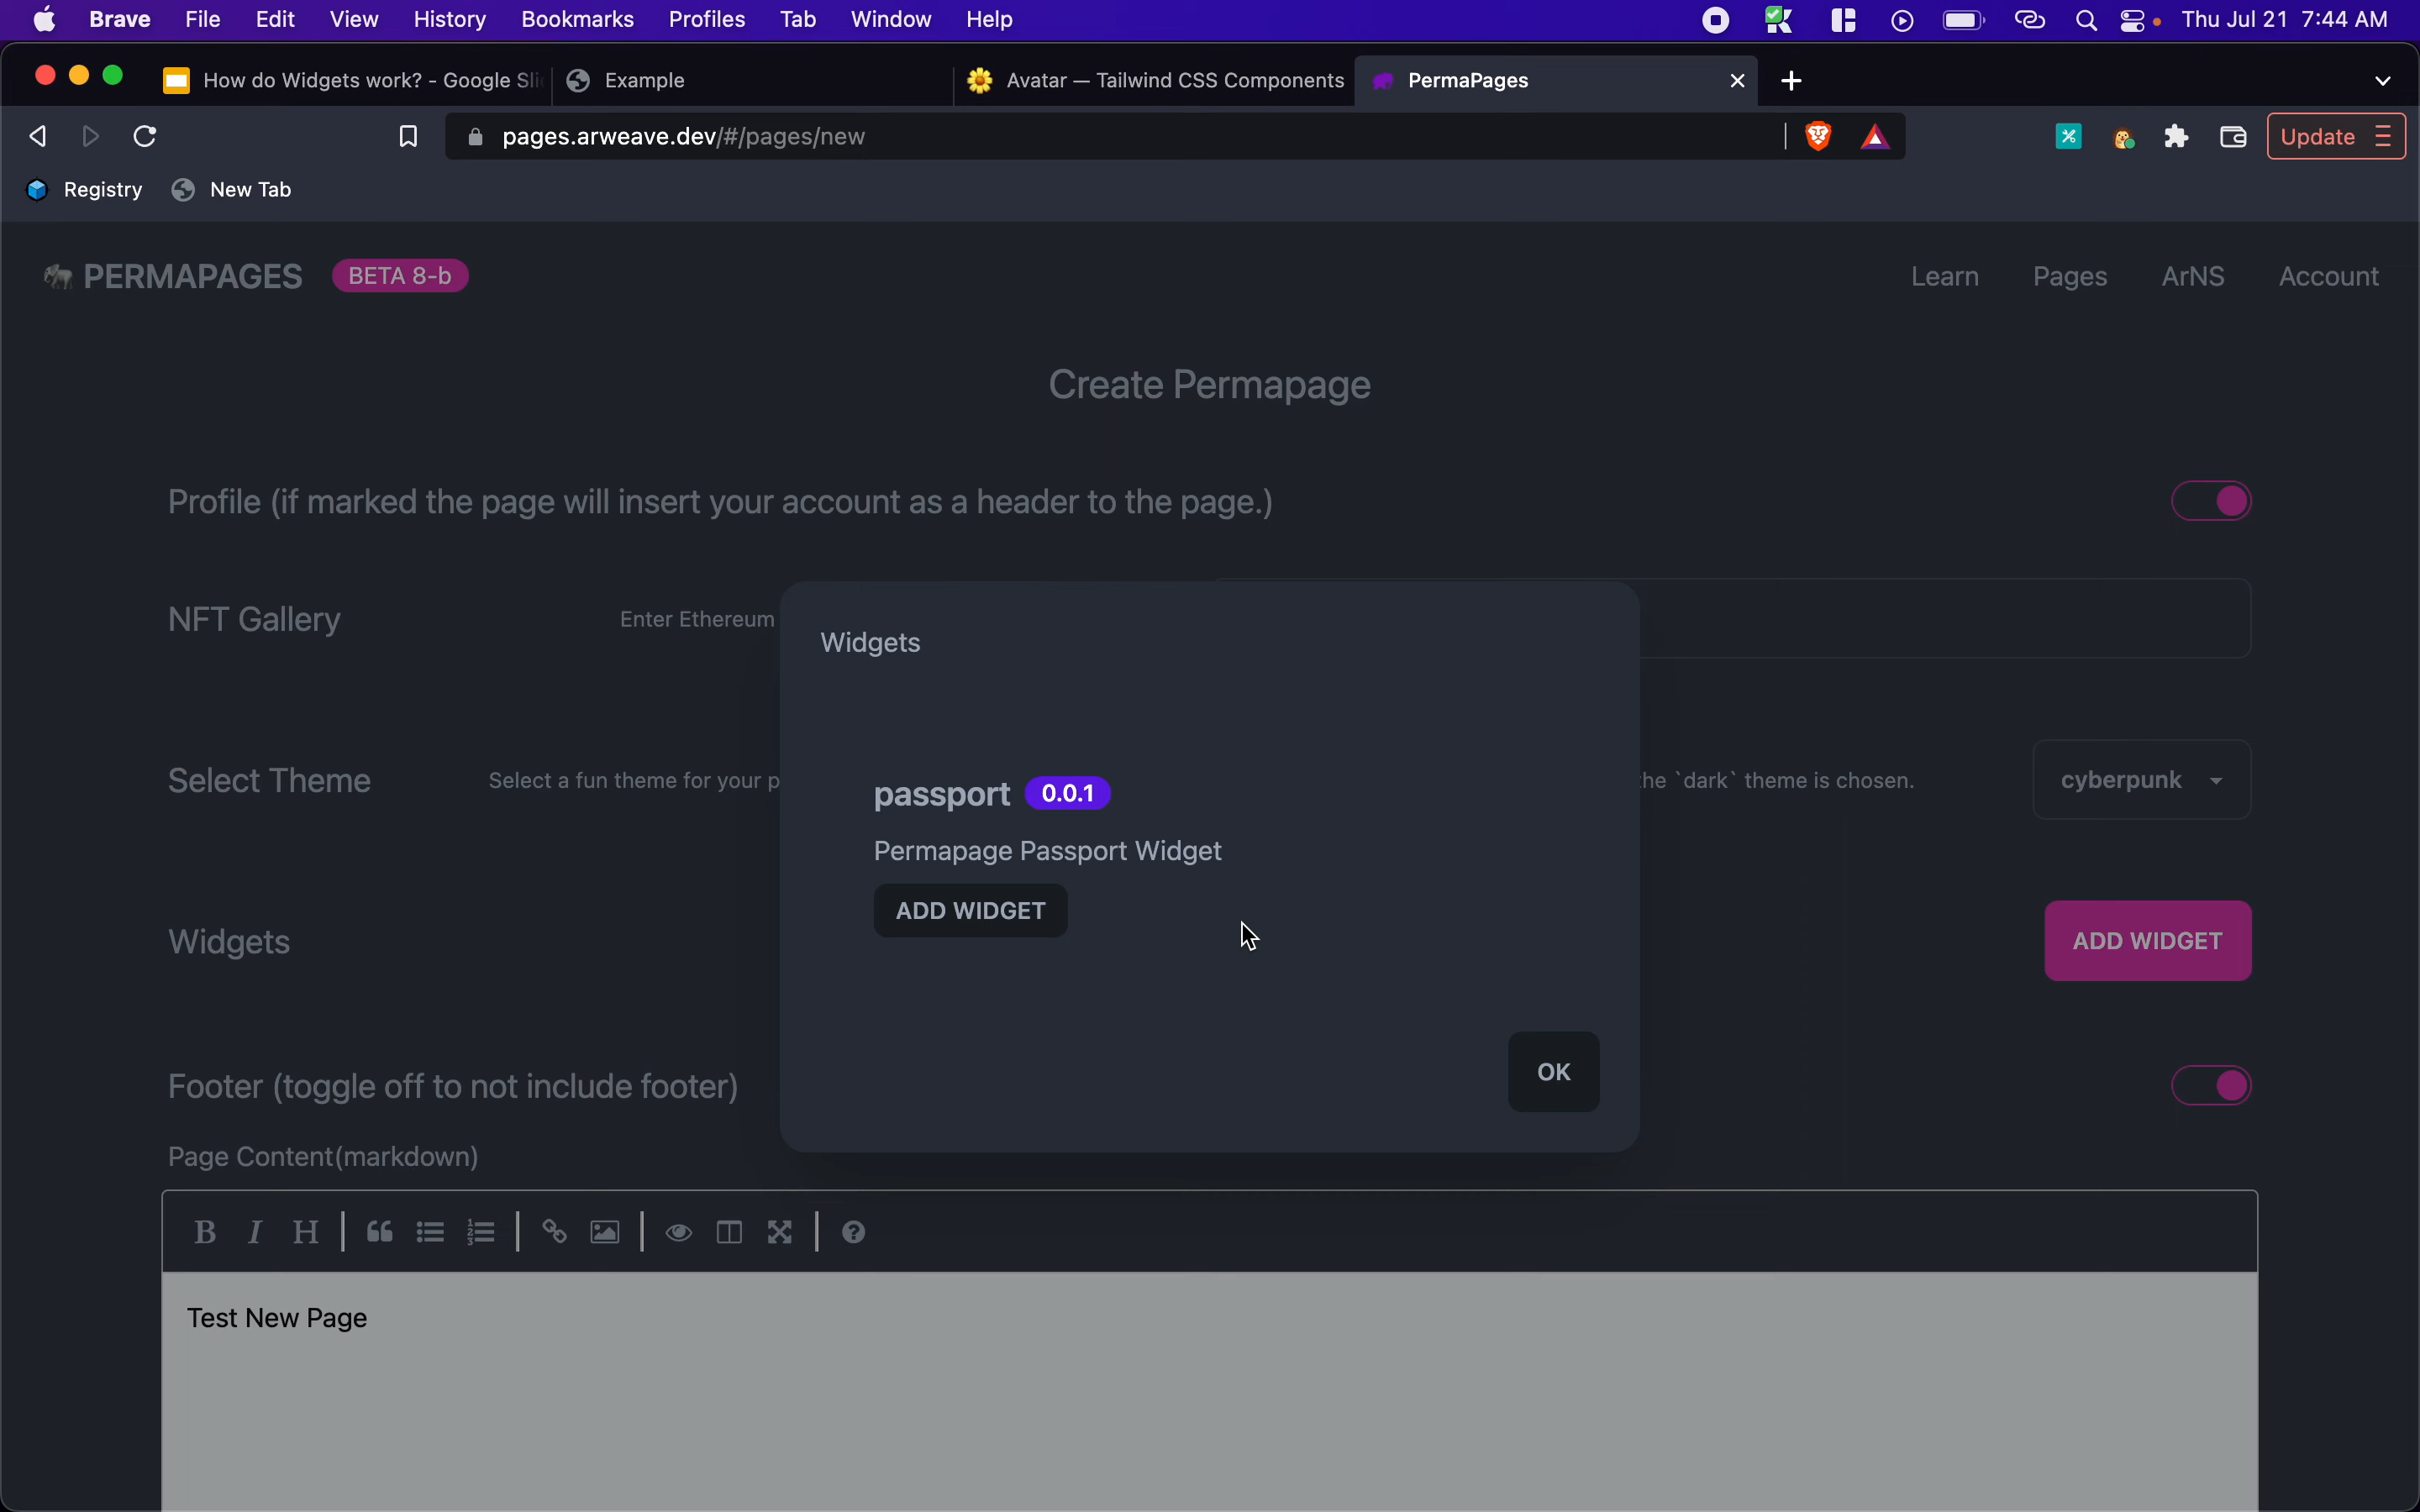 Brave File Edit View History Bookmarks Profiles Tab Window Help Thu Jul 21 7:44 AM
How do Widgets work? - Google Sli Example Avatar — Tailwind CSS Components PermaPages
pages.arweave.dev/#/pages/new Update
Registry New Tab
PERMAPAGES BETA 8-b Learn Pages ArNS Account
Create Permapage
Profile (if marked the page will insert your account as a header to the page.)
NFT Gallery Enter Ethereum
Widgets
Select Theme Select a fun theme for your p he `dark` theme is chosen. cyberpunk
passport 0.0.1
Permapage Passport Widget
ADD WIDGET
Widgets ADD WIDGET
OK
Footer (toggle off to not include footer)
Page Content(markdown)
B I H
Test New Page